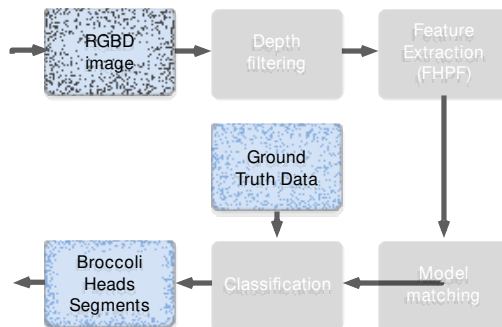 RGBD
image
Depth
filtering
Feature
Extraction
(FHPF)
Ground
Truth Data
Broccoli
Heads
Segments
Classification
Model
matching